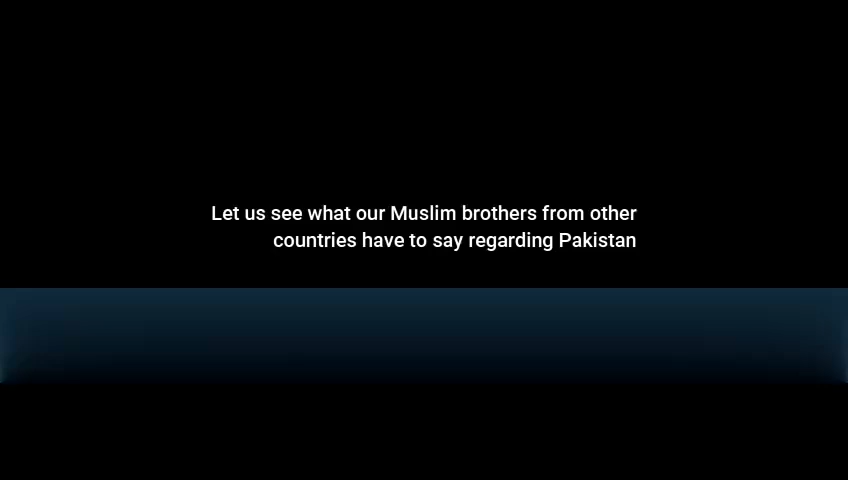 Let us see what our Muslim brothers from other
countries have to say regarding Pakistan